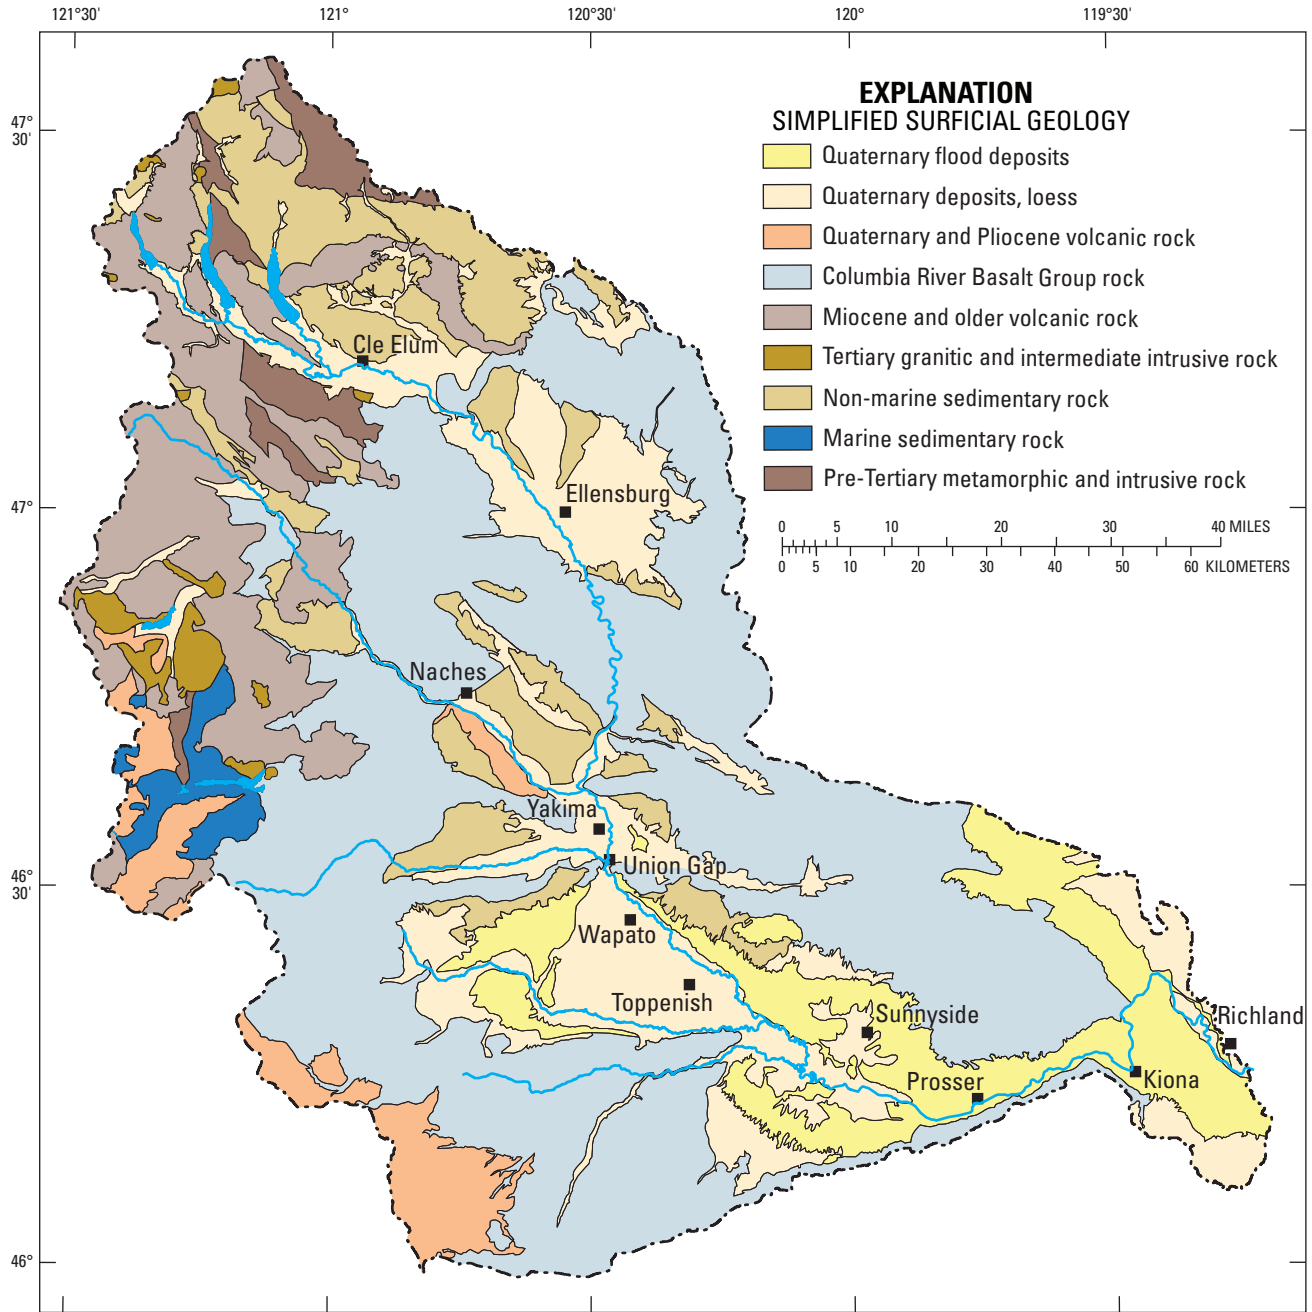 121°30'
121°
120°30'
120°
119°30'
47°
30'
47°
46°
30'
46°
EXPLANATION
SIMPLIFIED SURFICIAL GEOLOGY
Quaternary flood deposits
Quaternary deposits, loess
Quaternary and Pliocene volcanic rock
Columbia River Basalt Group rock
Miocene and older volcanic rock
Tertiary granitic and intermediate intrusive rock
Non-marine sedimentary rock
Marine sedimentary rock
Pre-Tertiary metamorphic and intrusive rock
0 5 10 20 30 40 MILES
0 5 10 20 30 40 50 60 KILOMETERS
Cle Elum
Ellensburg
Naches
Yakima
Union Gap
Wapato
Toppenish
Sunnyside
Richland
Prosser
Kiona